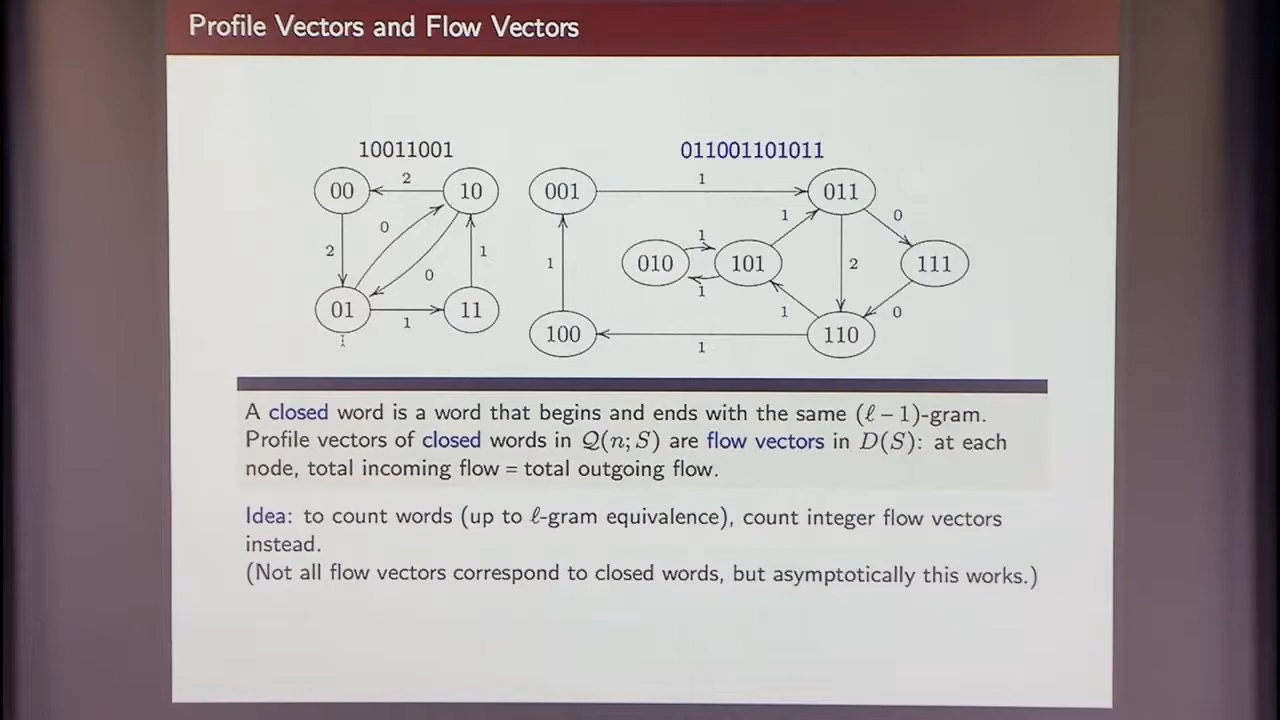 Profile Vectors and Flow Vectors
10011001
011001101011
00 2 10 001 1 011
0 1 0
2 0 1 1 1 010 101 2 111
1 1 0
01 1 11 100 1 110
A closed word is a word that begins and ends with the same (ℓ – 1)-gram.
Profile vectors of closed words in Q(n; S) are flow vectors in D(S): at each
node, total incoming flow = total outgoing flow.
Idea: to count words (up to ℓ-gram equivalence), count integer flow vectors
instead.
(Not all flow vectors correspond to closed words, but asymptotically this works.)